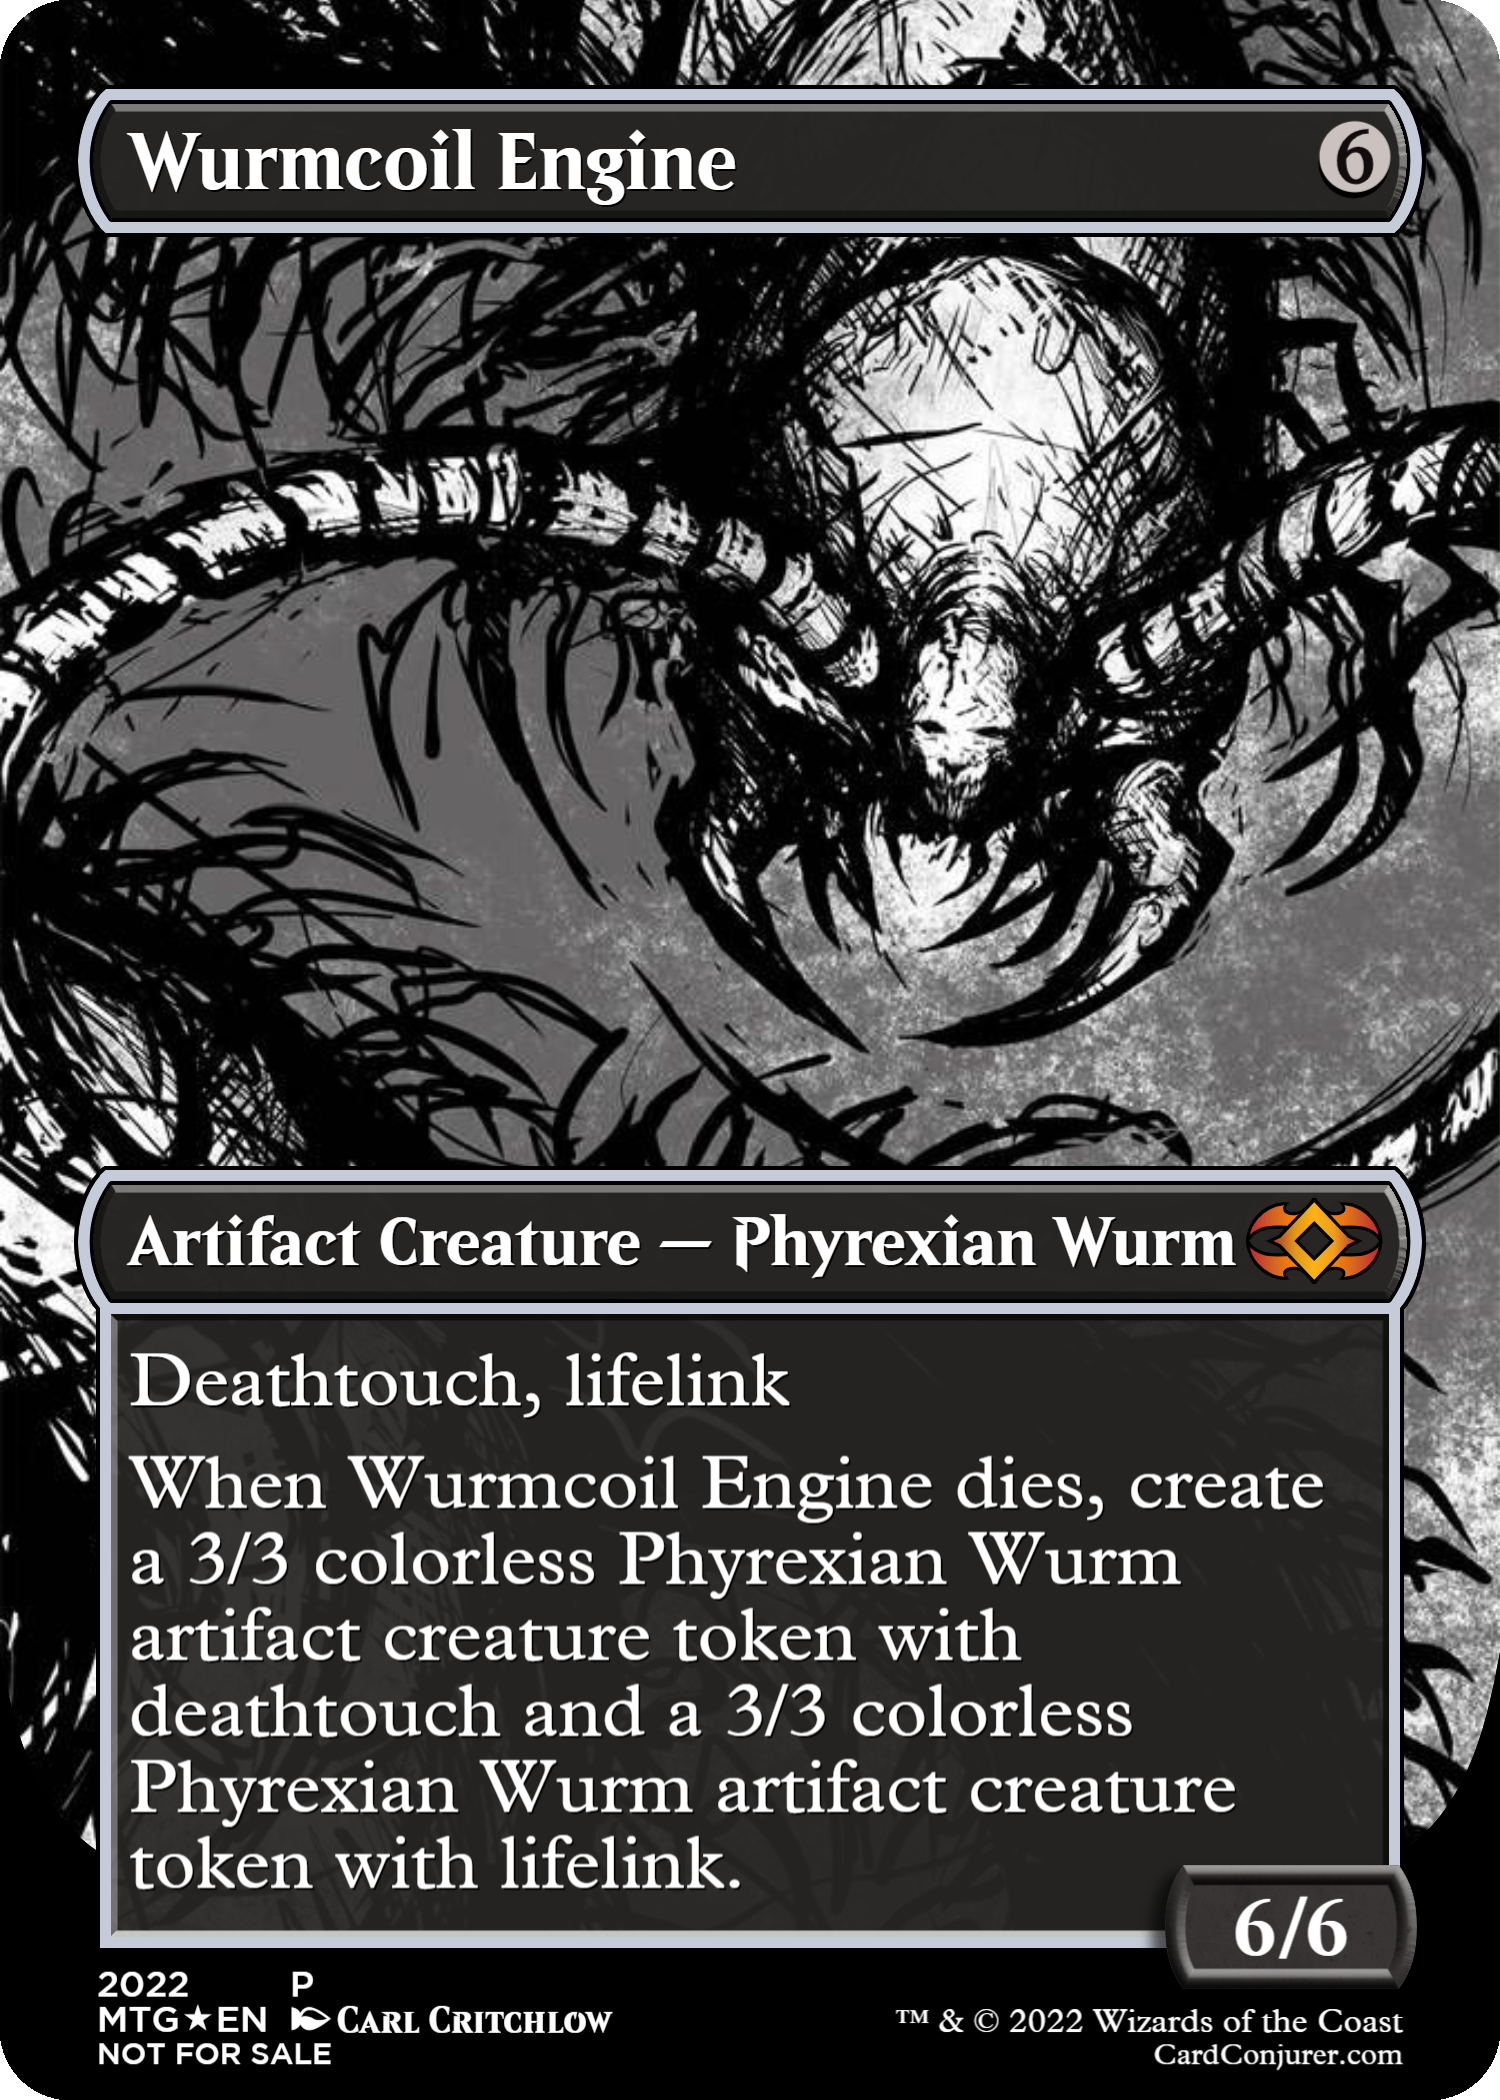 Wurmcoil Engine 6
Artifact Creature — Phyrexian Wurm
Deathtouch, lifelink
When Wurmcoil Engine dies, create
a 3/3 colorless Phyrexian Wurm
artifact creature token with
deathtouch and a 3/3 colorless
Phyrexian Wurm artifact creature
token with lifelink.
6/6
2022 P
MTG★EN Carl Critchlow
NOT FOR SALE
™ & © 2022 Wizards of the Coast
CardConjurer.com